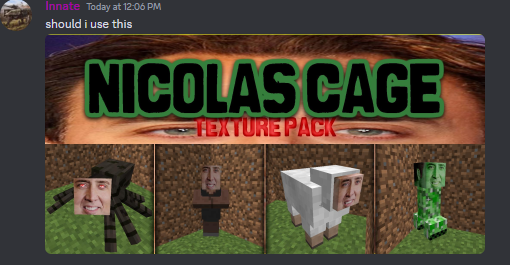 Innate Today at 12:06 PM
should i use this
NICOLAS CAGE
TEXTURE PACK